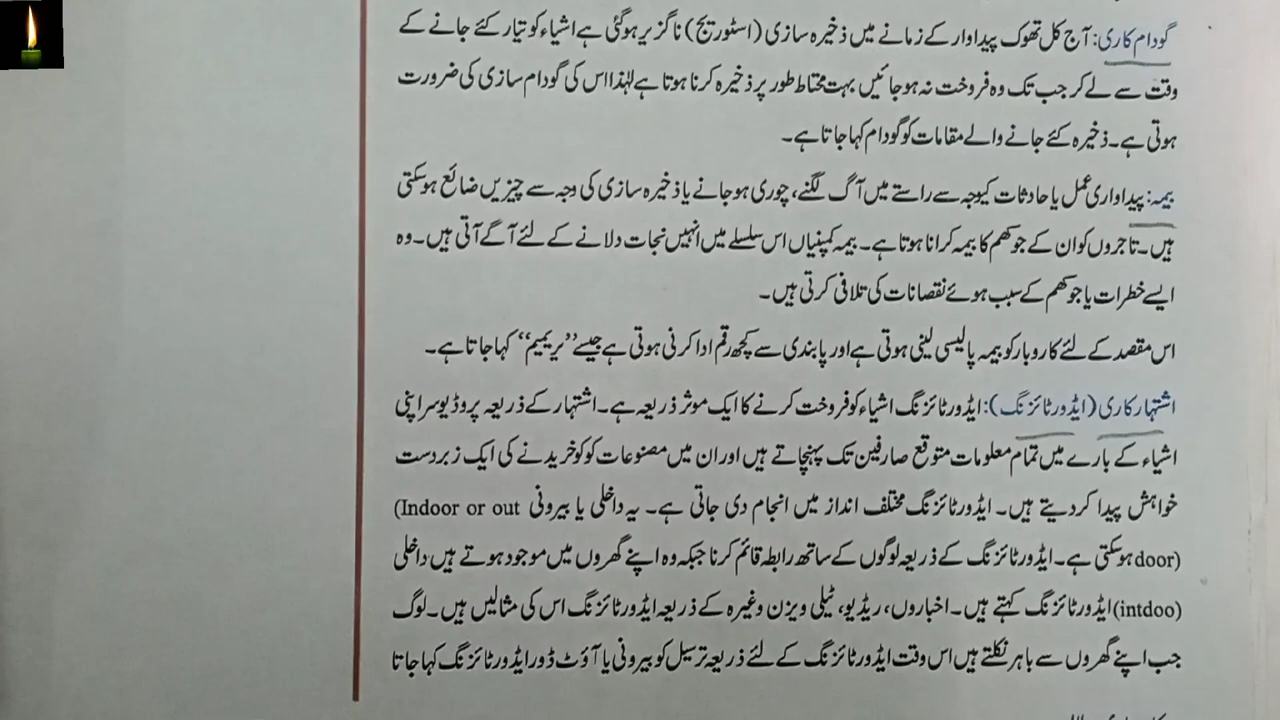 گودام کاری: آج کل تھوک پیداوار کے زمانے میں ذخیرہ سازی (اسٹوریج) ناگزیر ہوگئی ہے اشیاء کو تیار کئے جانے کے
وقت سے لے کر جب تک وہ فروخت نہ ہوجائیں بہت محتاط طور پر ذخیرہ کرنا ہوتا ہے لہٰذا اس کی گودام سازی کی ضرورت
ہوتی ہے۔ ذخیرہ کئے جانے والے مقامات کو گودام کہا جاتا ہے۔
بیمہ: پیداواری عمل یا حادثات کیوجہ سے راستے میں آگ لگنے، چوری ہوجانے یا ذخیرہ سازی کی وجہ سے چیزیں ضائع ہوسکتی
ہیں۔ تاجروں کو ان کے جوکھم کا بیمہ کرانا ہوتا ہے۔ بیمہ کمپنیاں اس سلسلے میں انہیں نجات دلانے کے لئے آگے آتی ہیں۔ وہ
ایسے خطرات یا جوکھم کے سبب ہوئے نقصانات کی تلافی کرتی ہیں۔
اس مقصد کے لئے کاروبار کو بیمہ پالیسی لینی ہوتی ہے اور پابندی سے کچھ رقم ادا کرنی ہوتی ہے جیسے ’’پریمیم‘‘ کہا جاتا ہے۔
اشتہار کاری (ایڈورٹائزنگ): ایڈورٹائزنگ اشیاء کو فروخت کرنے کا ایک موثر ذریعہ ہے۔ اشتہار کے ذریعہ پروڈیوسر اپنی
اشیاء کے بارے میں تمام معلومات متوقع صارفین تک پہنچاتے ہیں اور ان میں مصنوعات کو کو خریدنے کی ایک زبردست
خواہش پیدا کردیتے ہیں۔ ایڈورٹائزنگ مختلف انداز میں انجام دی جاتی ہے۔ یہ داخلی یا بیرونی (Indoor or out
door) ہوسکتی ہے۔ ایڈورٹائزنگ کے ذریعہ لوگوں کے ساتھ رابطہ قائم کرنا جبکہ وہ اپنے گھروں میں موجود ہوتے ہیں داخلی
(intdoo) ایڈورٹائزنگ کہتے ہیں۔ اخباروں، ریڈیو، ٹیلی ویزن وغیرہ کے ذریعہ ایڈورٹائزنگ اس کی مثالیں ہیں۔ لوگ
جب اپنے گھروں سے باہر نکلتے ہیں اس وقت ایڈورٹائزنگ کے لئے ذریعہ ترسیل کو بیرونی یا آؤٹ ڈور ایڈورٹائزنگ کہا جاتا